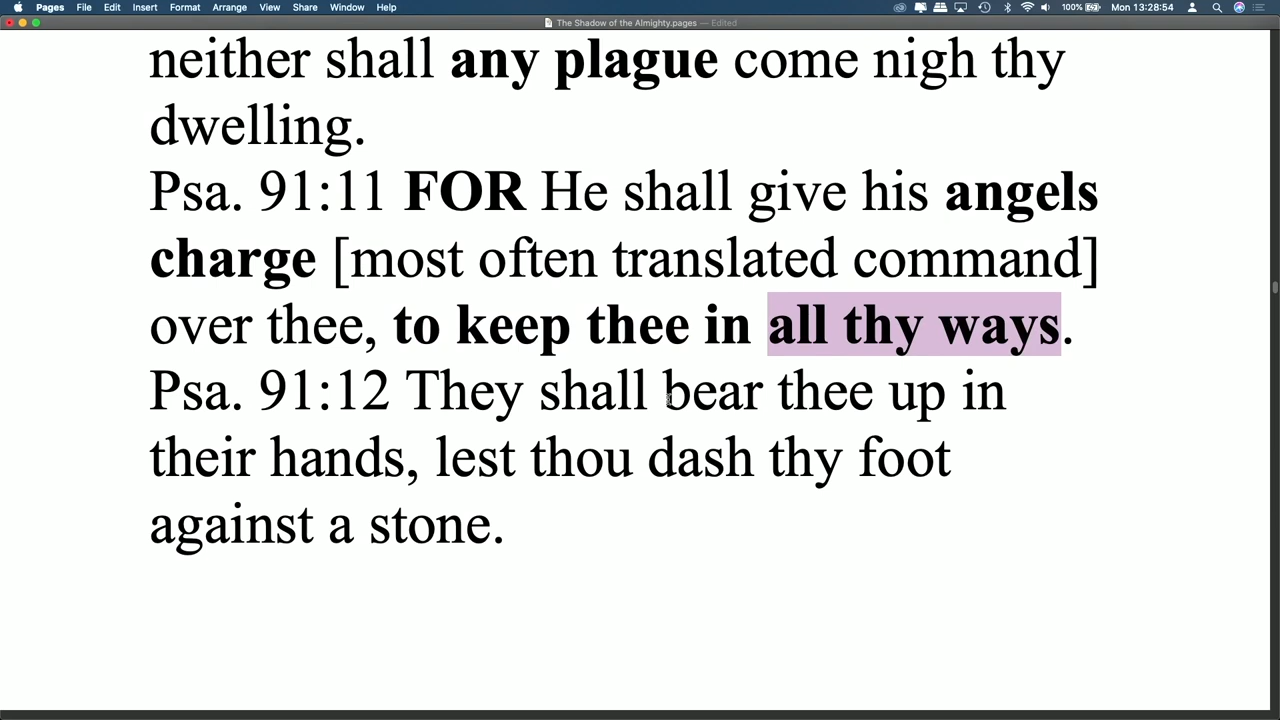 Pages File Edit Insert Format Arrange View Share Window Help 100% Mon 13:28:54
The Shadow of the Almighty.pages — Edited
neither shall any plague come nigh thy
dwelling.
Psa. 91:11 FOR He shall give his angels
charge [most often translated command]
over thee, to keep thee in all thy ways.
Psa. 91:12 They shall bear thee up in
their hands, lest thou dash thy foot
against a stone.